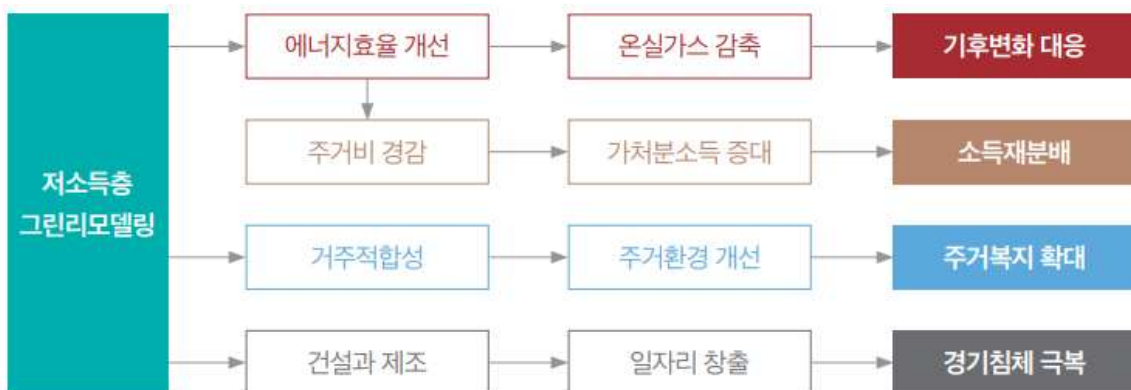 저소득층
그린리모델링
에너지효율 개선
온실가스 감축
기후변화 대응
주거비 경감
가처분소득 증대
소득재분배
거주적합성
주거환경 개선
주거복지 확대
건설과 제조
일자리 창출
경기침체 극복